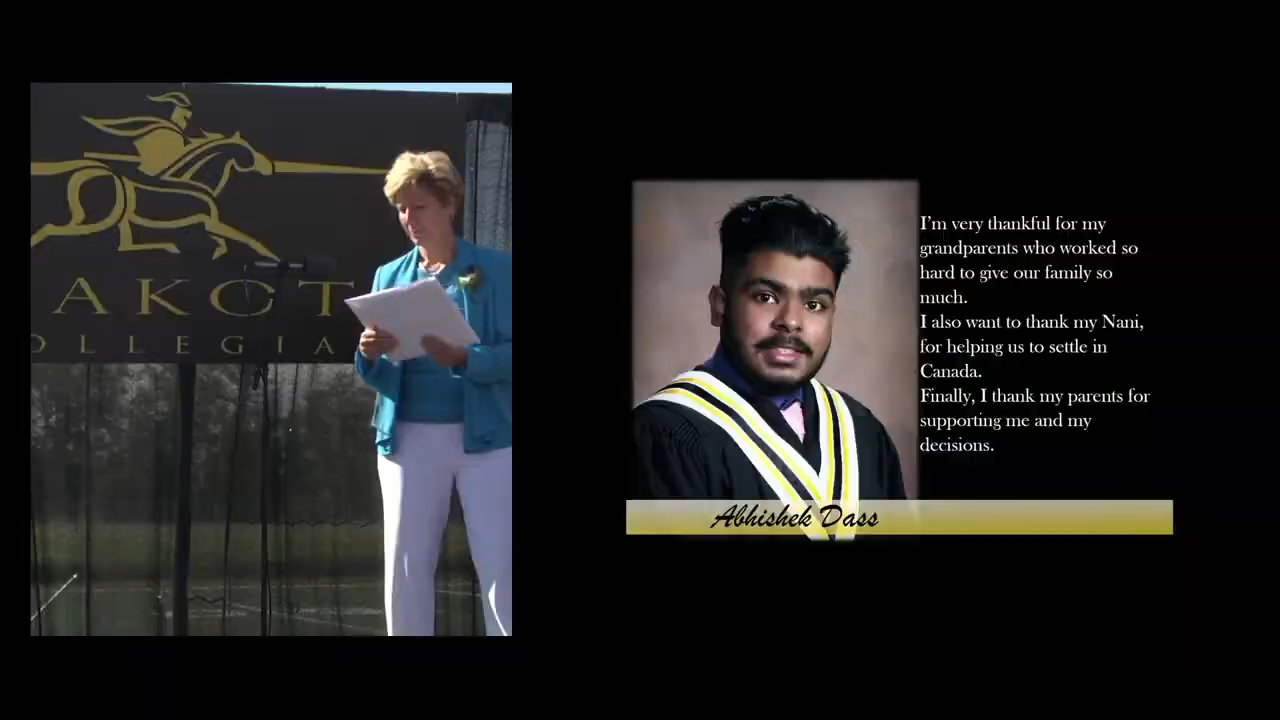 AKOT
OLLEGIA
I'm very thankful for my
grandparents who worked so
hard to give our family so
much.
I also want to thank my Nani,
for helping us to settle in
Canada.
Finally, I thank my parents for
supporting me and my
decisions.
Abhishek Dass